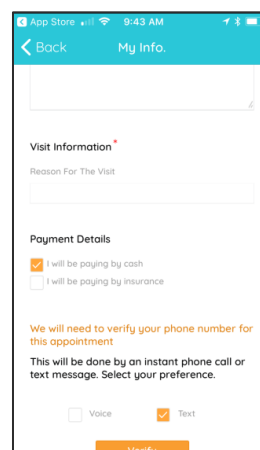 App Store 9:43 AM
Back My Info.
Visit Information *
Reason For The Visit
Payment Details
I will be paying by cash
I will be paying by insurance
We will need to verify your phone number for
this appointment
This will be done by an instant phone call or
text message. Select your preference.
Voice Text
Verify